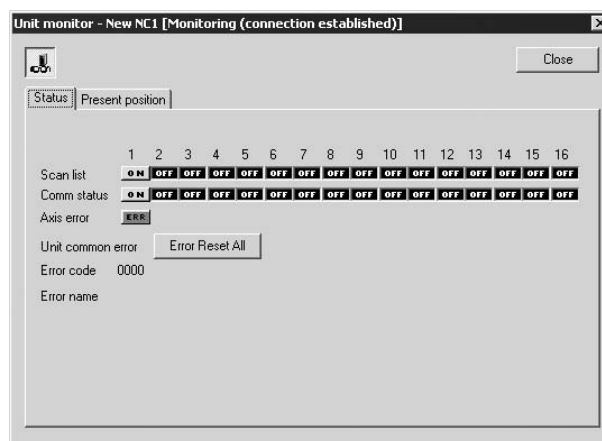 Unit monitor - New NC1 [Monitoring (connection established)]
Close
Status Present position
1 2 3 4 5 6 7 8 9 10 11 12 13 14 15 16
Scan list ON OFF OFF OFF OFF OFF OFF OFF OFF OFF OFF OFF OFF OFF OFF OFF
Comm status ON OFF OFF OFF OFF OFF OFF OFF OFF OFF OFF OFF OFF OFF OFF OFF
Axis error ERR
Unit common error Error Reset All
Error code 0000
Error name